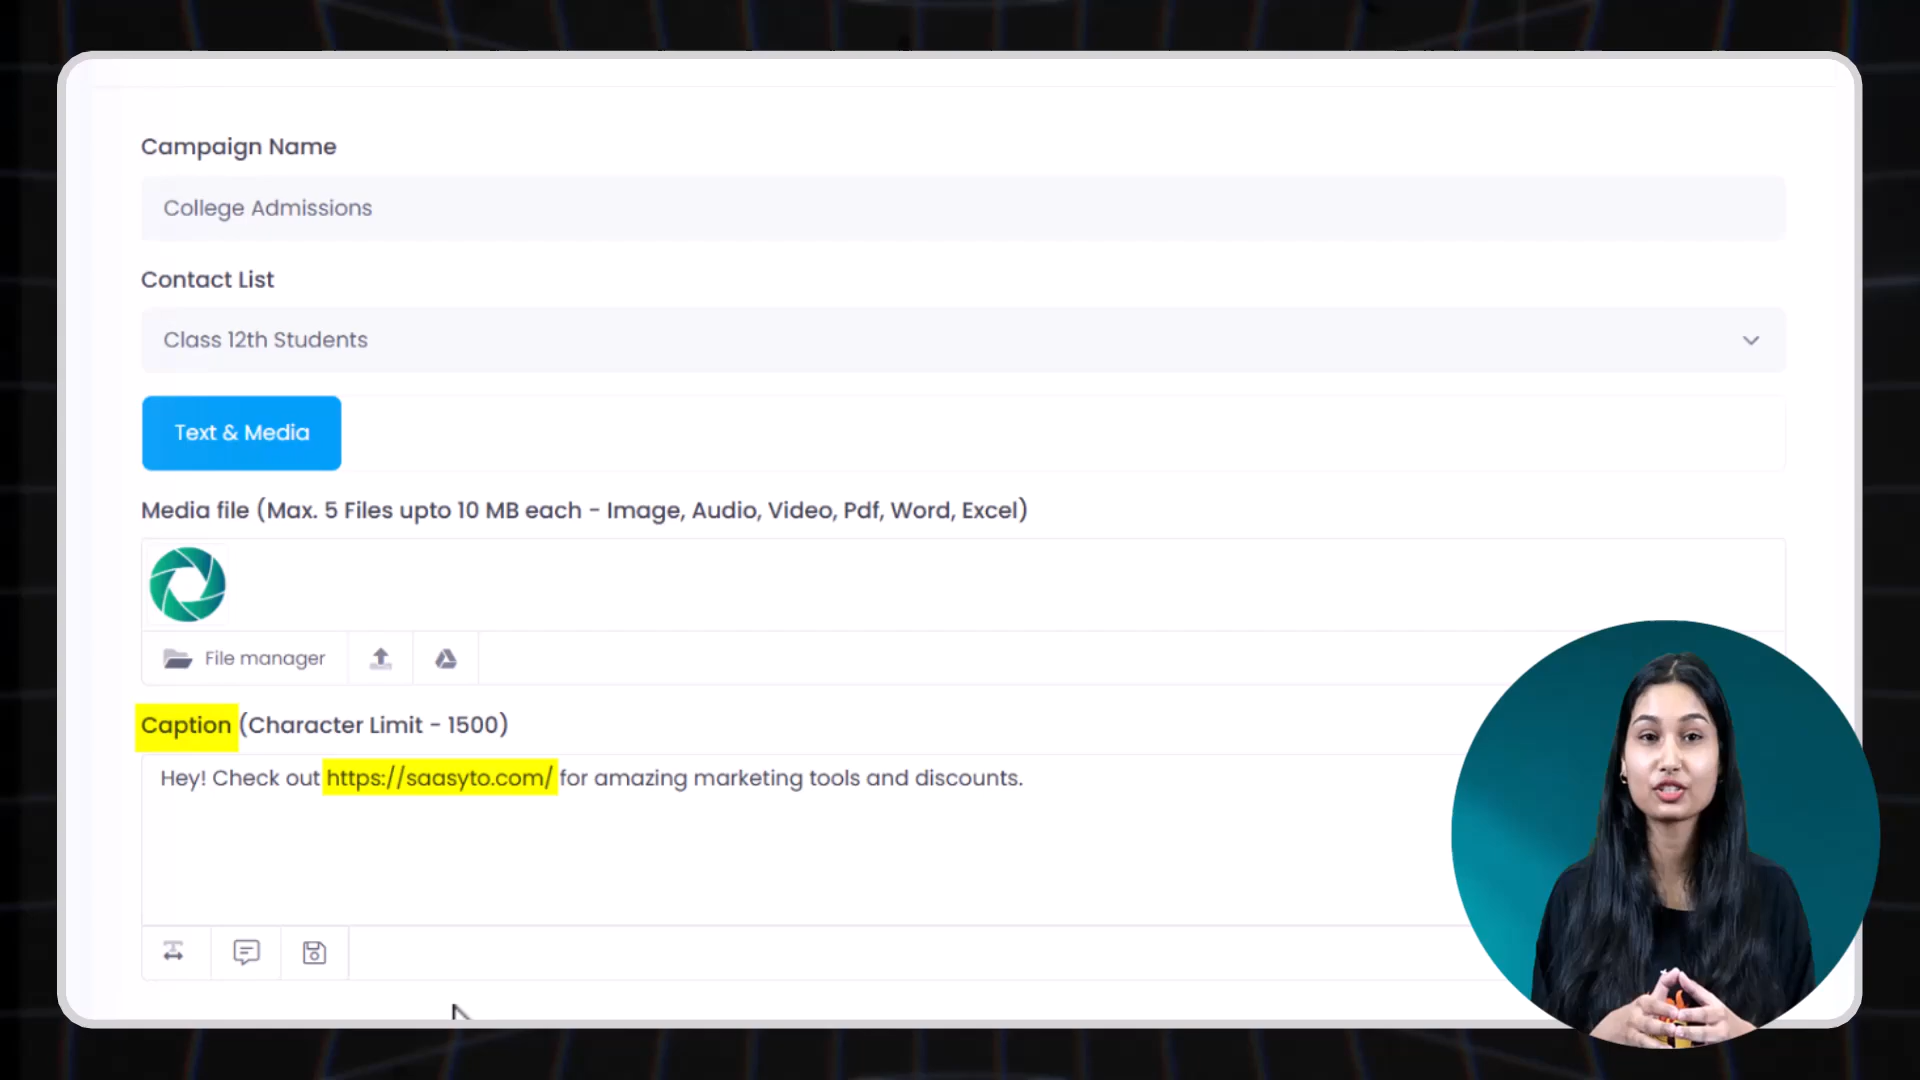 Campaign Name
College Admissions
Contact List
Class 12th Students
Text & Media
Media file (Max. 5 Files upto 10 MB each - Image, Audio, Video, Pdf, Word, Excel)
File manager
Caption (Character Limit - 1500)
Hey! Check out https://saasyto.com/ for amazing marketing tools and discounts.